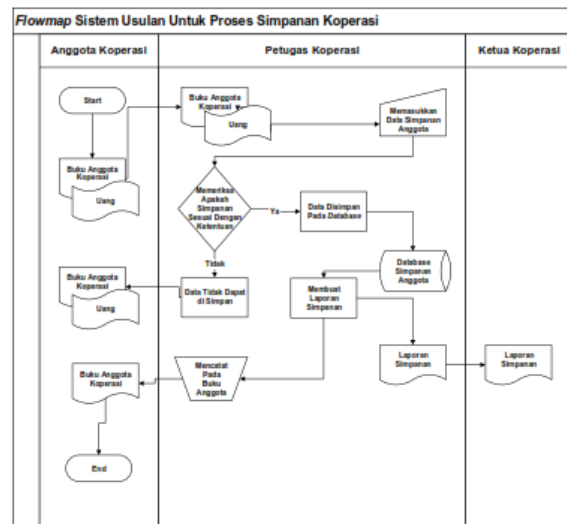 Flowmap Sistem Usulan Untuk Proses Simpanan Koperasi
Anggota Koperasi
Petugas Koperasi
Ketua Koperasi
Start
Buku Anggota
Koperasi
Uang
Buku Anggota
Koperasi
Uang
Memasukkan
Data Simpanan
Anggota
Memeriksa
Apakah
Simpanan
Sesuai Dengan
Ketentuan
Ya
Data Disimpan
Pada Database
Database
Simpanan
Anggota
Tidak
Data Tidak Dapat
di Simpan
Buku Anggota
Koperasi
Uang
Membuat
Laporan
Simpanan
Laporan
Simpanan
Laporan
Simpanan
Mencatat
Pada
Buku
Anggota
Buku Anggota
Koperasi
End